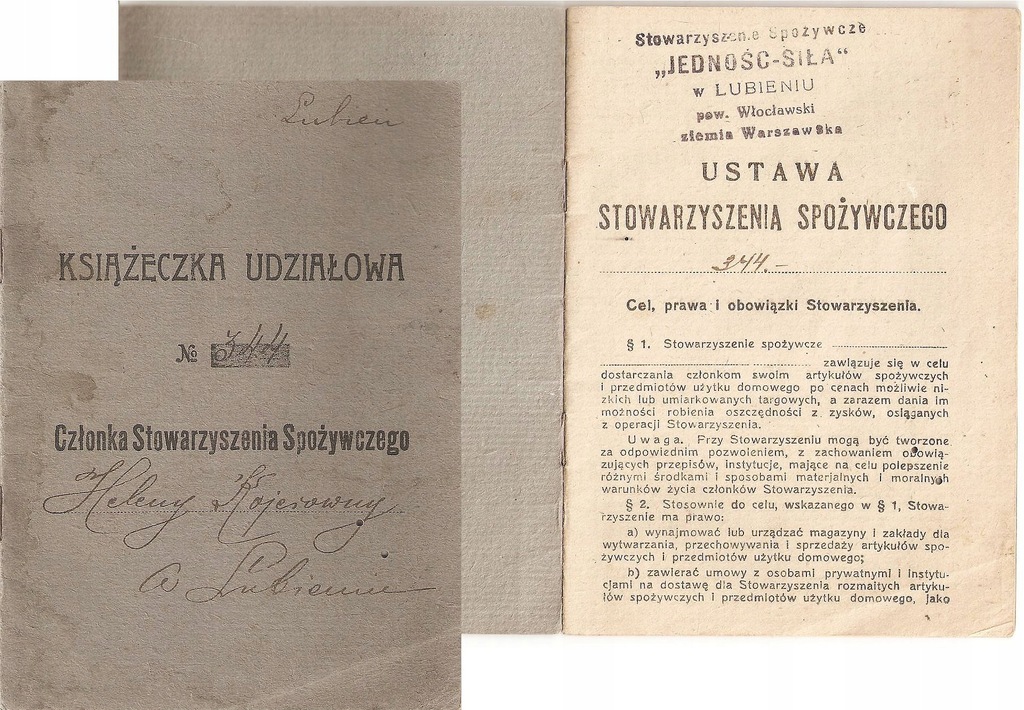 Lubień
KSIĄŻECZKA UDZIAŁOWA
№ 344
Członka Stowarzyszenia Spożywczego
Heleny
Stowarzyszenie Spożywcze
„JEDNOŚC-SIŁA“
w LUBIENIU
pow. Włocławski
ziemia Warszawska
USTAWA
STOWARZYSZENIA SPOŻYWCZEGO
344.-
Cel, prawa i obowiązki Stowarzyszenia.
§ 1. Stowarzyszenie spożywcze
zawiązuje się w celu
dostarczania członkom swoim artykułów spożywczych
i przedmiotów użytku domowego po cenach możliwie ni-
zkich lub umiarkowanych targowych, a zarazem dania im
możności robienia oszczędności z zysków, osiąganych
z operacji Stowarzyszenia.
Uwaga. Przy Stowarzyszeniu mogą być tworzone
za odpowiednim pozwoleniem, z zachowaniem obowią-
zujących przepisów, instytucje, mające na celu polepszenie
różnymi środkami i sposobami materjalnych i moralnych
warunków życia członków Stowarzyszenia.
§ 2. Stosownie do celu, wskazanego w § 1, Stowa-
rzyszenie ma prawo:
a) wynajmować lub urządzać magazyny i zakłady dla
wytwarzania, przechowywania i sprzedaży artykułów spo-
żywczych i przedmiotów użytku domowego;
b) zawierać umowy z osobami prywatnymi i instytu-
cjami na dostawę dla Stowarzyszenia rozmaitych artyku-
łów spożywczych i przedmiotów użytku domowego, jako